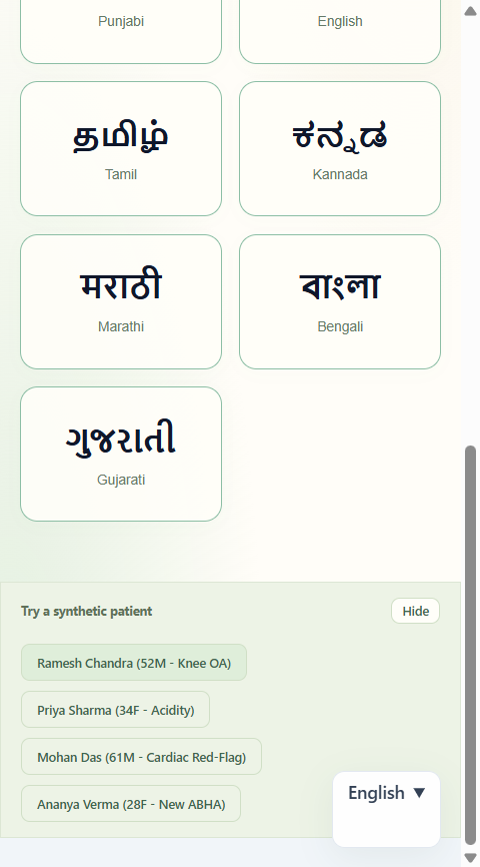 Punjabi
English
தமிழ்
Tamil
ಕನ್ನಡ
Kannada
मराठी
Marathi
বাংলা
Bengali
ગુજરાતી
Gujarati
Try a synthetic patient
Hide
Ramesh Chandra (52M - Knee OA)
Priya Sharma (34F - Acidity)
Mohan Das (61M - Cardiac Red-Flag)
Ananya Verma (28F - New ABHA)
English ▼